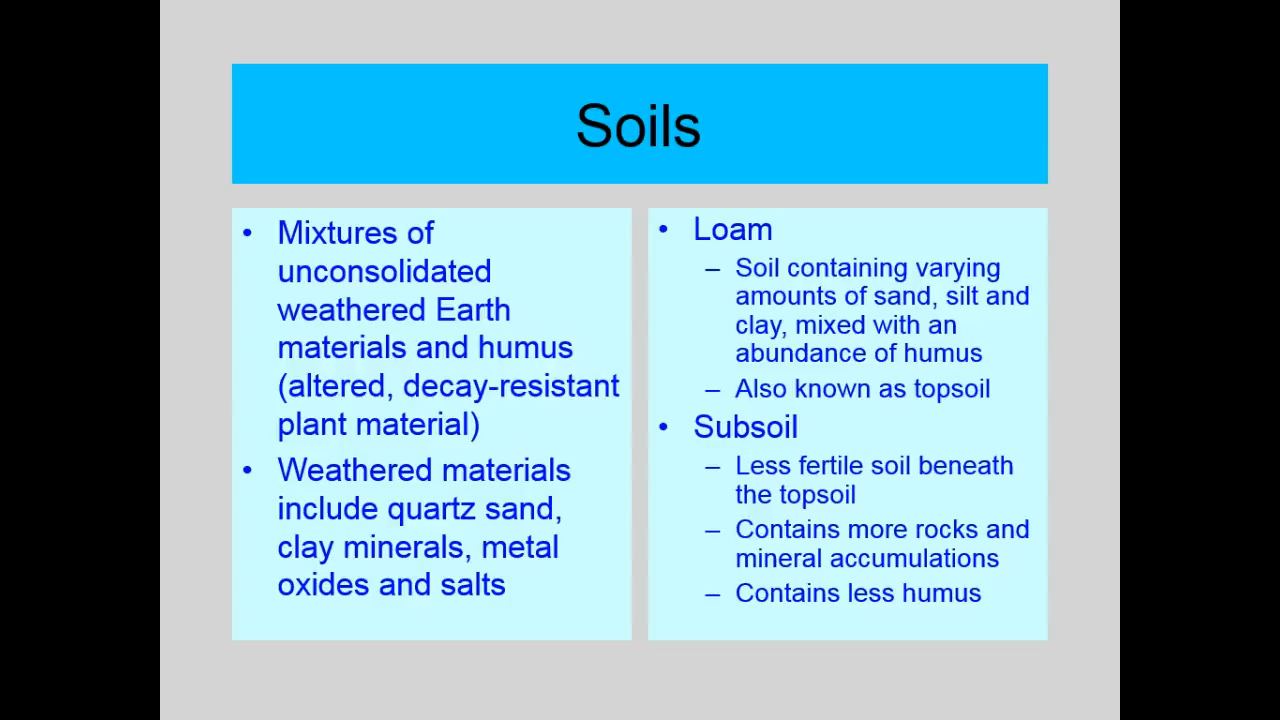 Soils
• Mixtures of
unconsolidated
weathered Earth
materials and humus
(altered, decay-resistant
plant material)
• Weathered materials
include quartz sand,
clay minerals, metal
oxides and salts
• Loam
– Soil containing varying
amounts of sand, silt and
clay, mixed with an
abundance of humus
– Also known as topsoil
• Subsoil
– Less fertile soil beneath
the topsoil
– Contains more rocks and
mineral accumulations
– Contains less humus